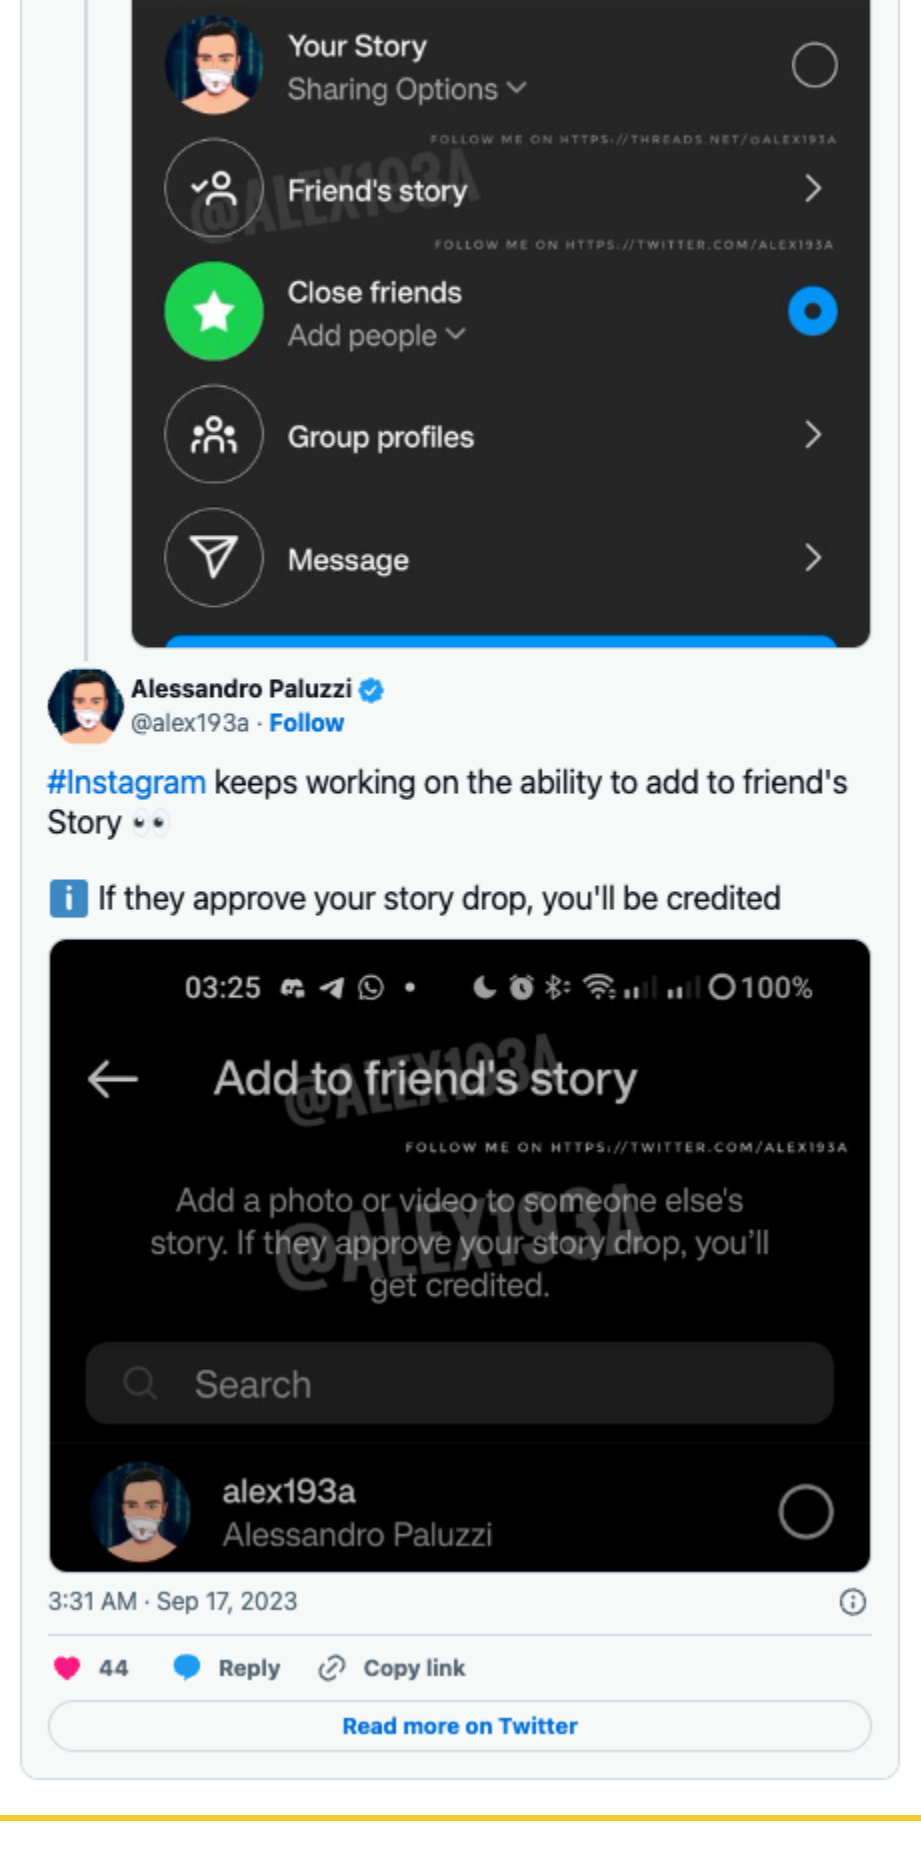 Your Story
Sharing Options
FOLLOW ME ON HTTPS://THREADS.NET/@ALEX193A
@ALEX193A
Friend's story
FOLLOW ME ON HTTPS://TWITTER.COM/ALEX193A
Close friends
Add people
Group profiles
Message
Alessandro Paluzzi
@alex193a · Follow
#Instagram keeps working on the ability to add to friend's
Story 👀
ℹ️ If they approve your story drop, you'll be credited
03:25 100%
@ALEX193A
Add to friend's story
FOLLOW ME ON HTTPS://TWITTER.COM/ALEX193A
Add a photo or video to someone else's
story. If they approve your story drop, you'll
get credited.
@ALEX193A
Search
alex193a
Alessandro Paluzzi
3:31 AM · Sep 17, 2023
44 Reply Copy link
Read more on Twitter